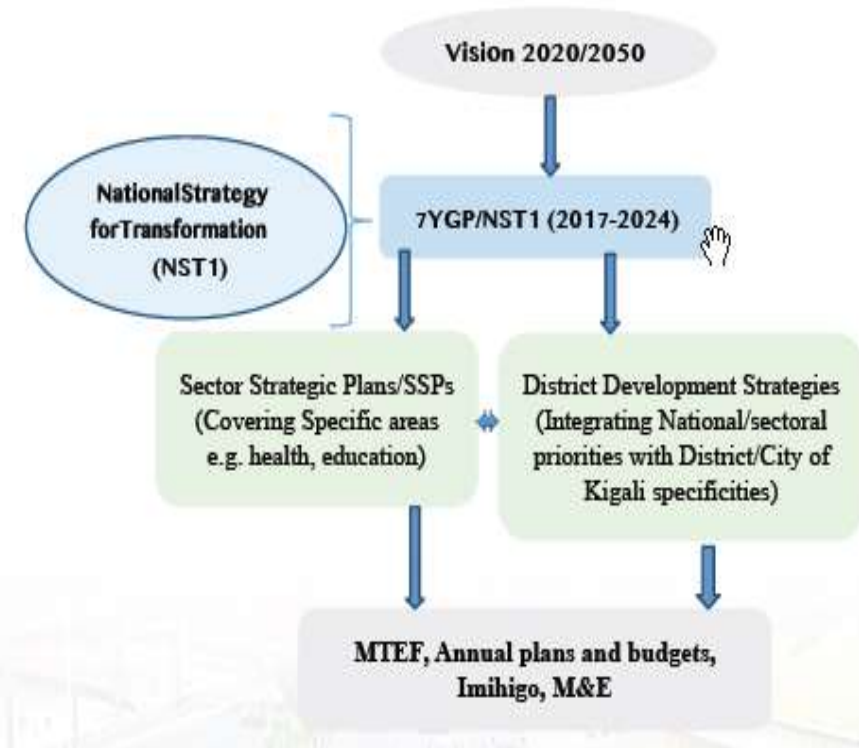 Vision 2020/2050
NationalStrategy
forTransformation
(NST1)
7YGP/NST1 (2017-2024)
Sector Strategic Plans/SSPs
(Covering Specific areas
e.g. health, education)
District Development Strategies
(Integrating National/sectoral
priorities with District/City of
Kigali specificities)
MTEF, Annual plans and budgets,
Imihigo, M&E